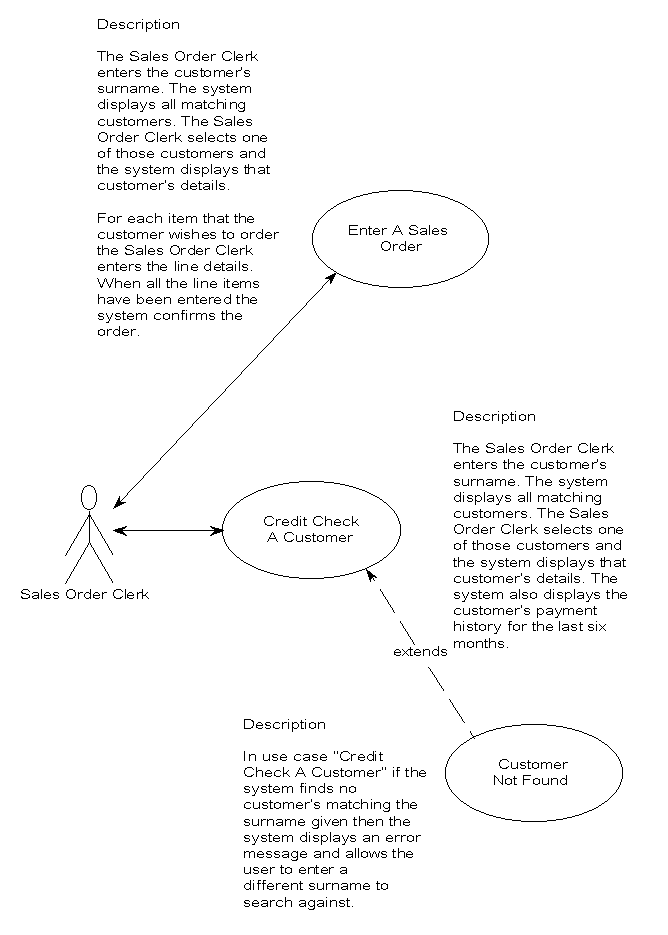 Description
The Sales Order Clerk
enters the customer's
surname. The system
displays all matching
customers. The Sales
Order Clerk selects one
of those customers and
the system displays that
customer's details.
For each item that the
customer wishes to order
the Sales Order Clerk
enters the line details.
When all the line items
have been entered the
system confirms the
order.
Enter A Sales
Order
Description
The Sales Order Clerk
enters the customer's
surname. The system
displays all matching
customers. The Sales
Order Clerk selects one
of those customers and
the system displays that
customer's details. The
system also displays the
customer's payment
history for the last six
months.
Credit Check
A Customer
Sales Order Clerk
extends
Description
In use case "Credit
Check A Customer" if the
system finds no
customer's matching the
surname given then the
system displays an error
message and allows the
user to enter a
different surname to
search against.
Customer
Not Found